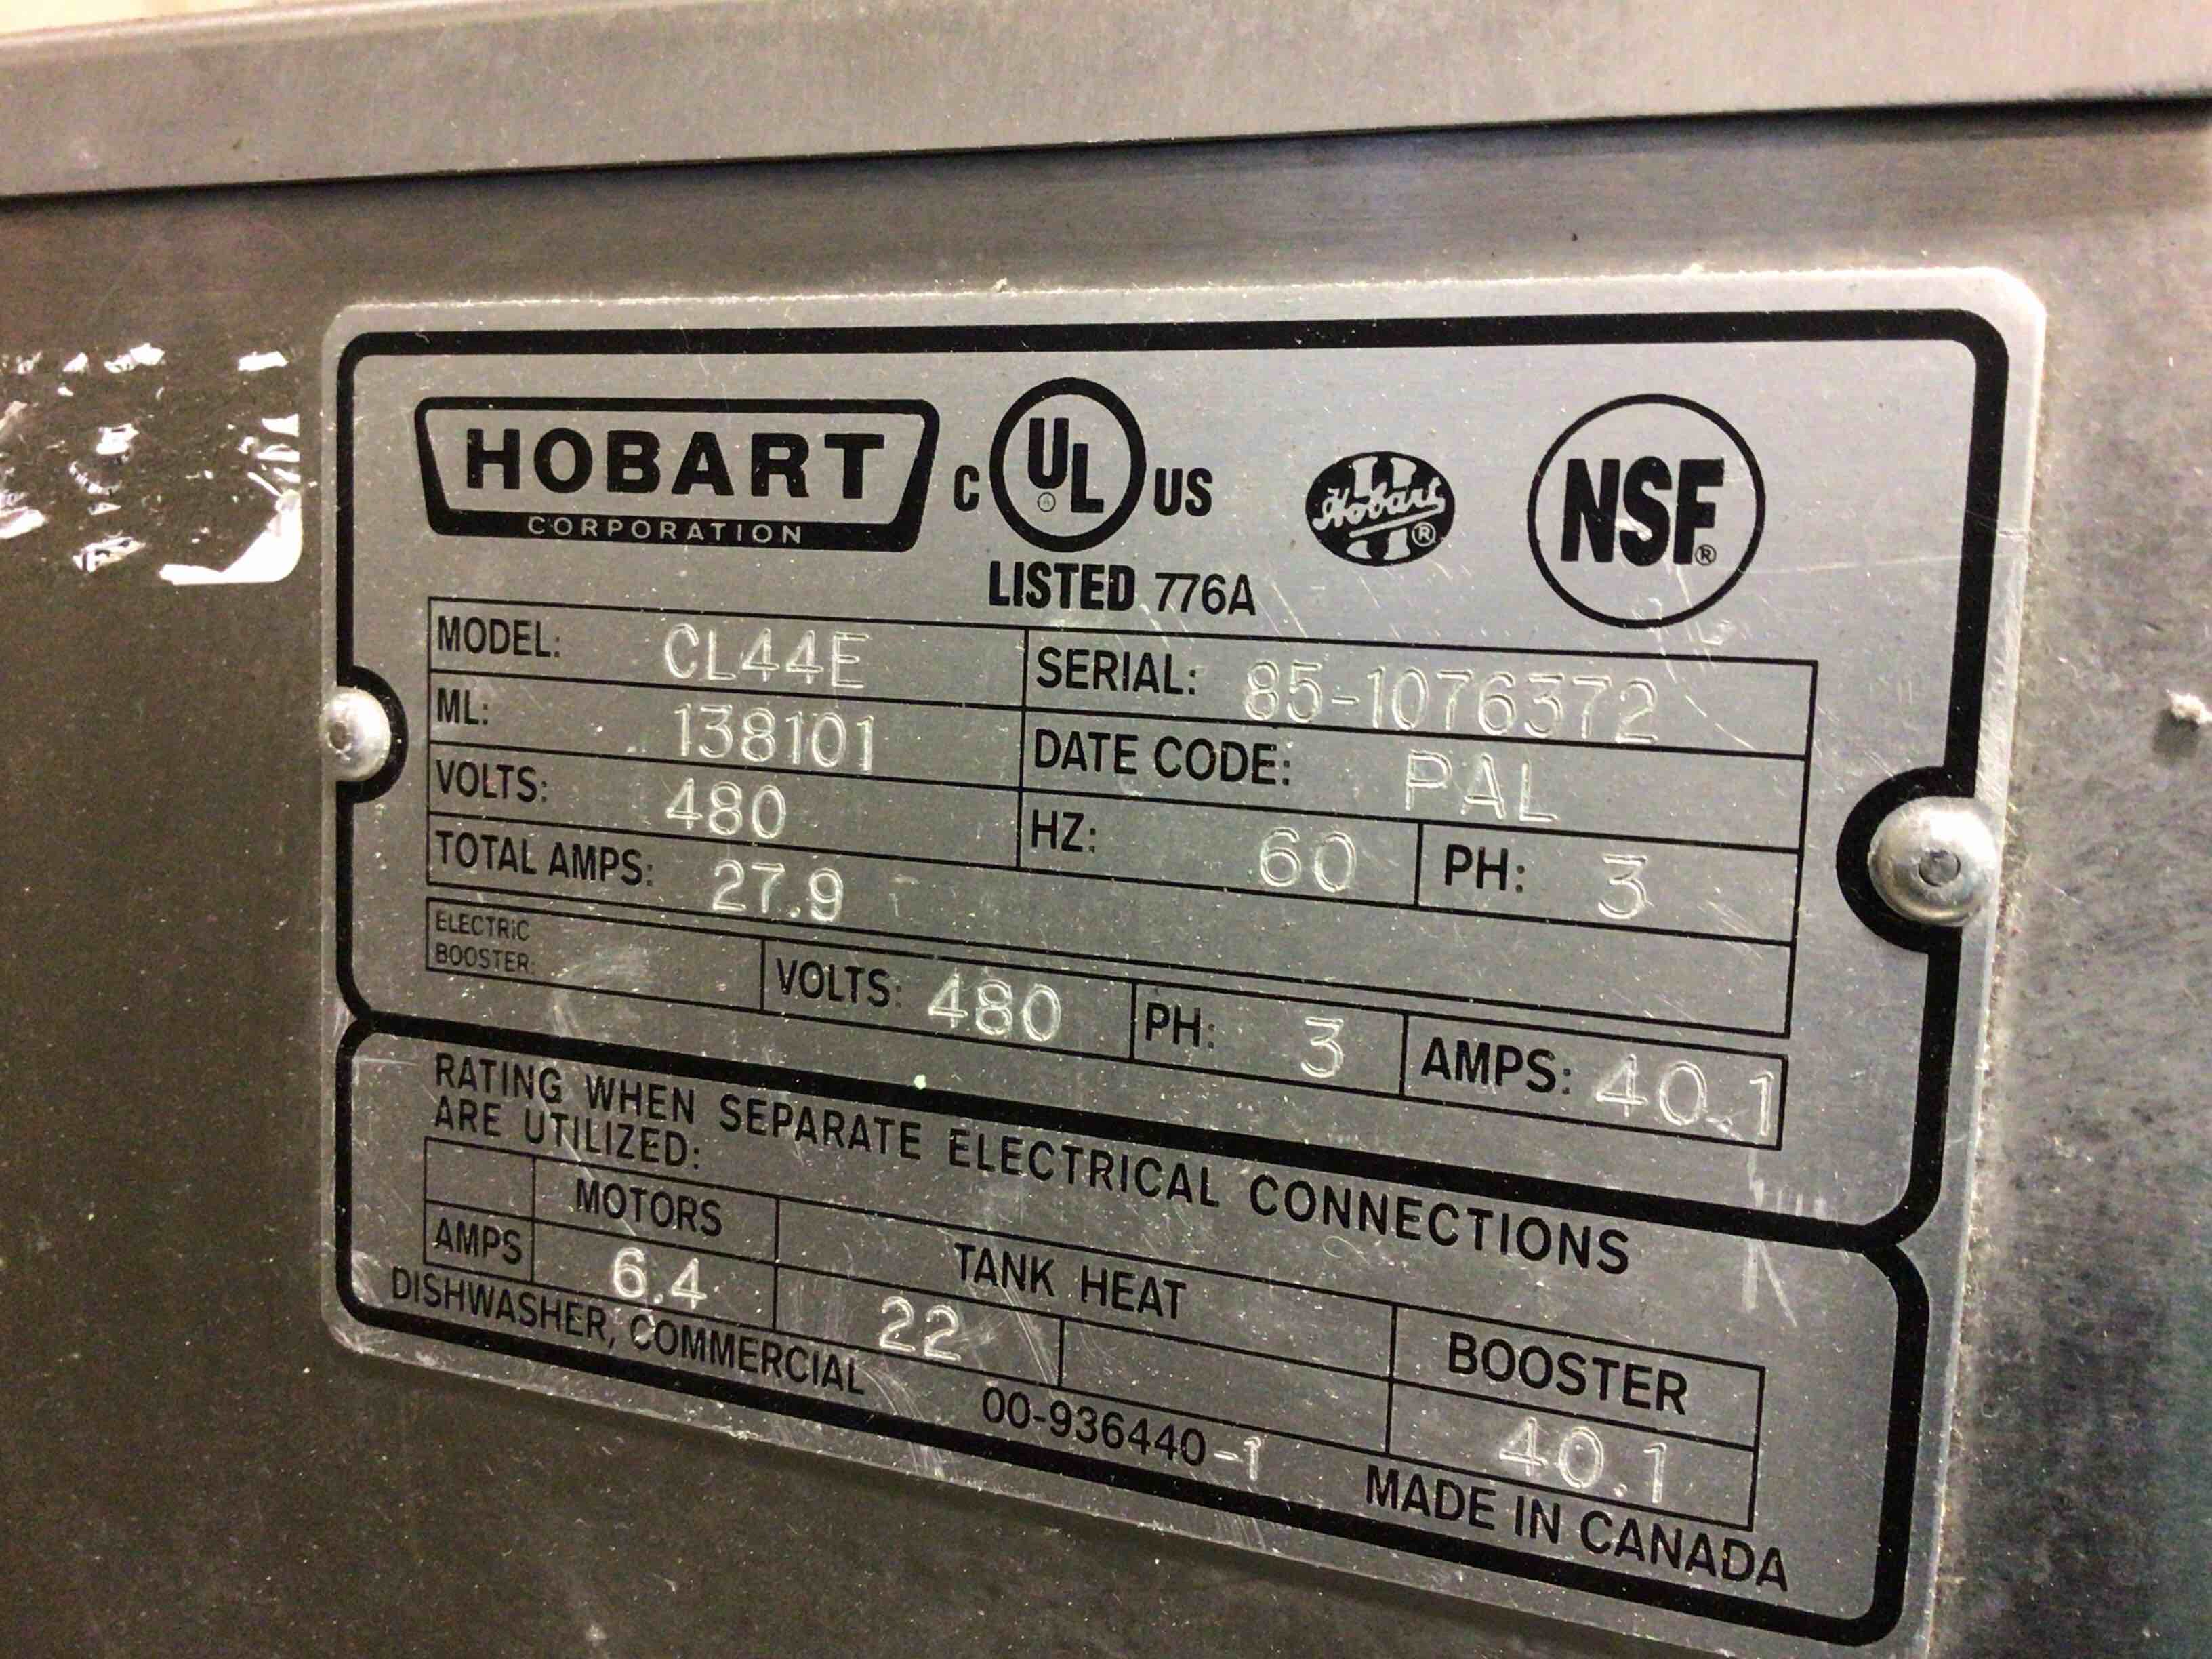 HOBART
CORPORATION
C UL US
LISTED 776A
Hobart ®
NSF®
MODEL: CL44E SERIAL: 85-1076372
ML: 138101 DATE CODE: PAL
VOLTS: 480 HZ: 60 PH: 3
TOTAL AMPS: 27.9
ELECTRIC
BOOSTER: VOLTS: 480 PH: 3 AMPS: 40.1
RATING WHEN SEPARATE ELECTRICAL CONNECTIONS
ARE UTILIZED:
MOTORS TANK HEAT BOOSTER
AMPS 6.4 22 40.1
DISHWASHER, COMMERCIAL 00-936440-1 MADE IN CANADA